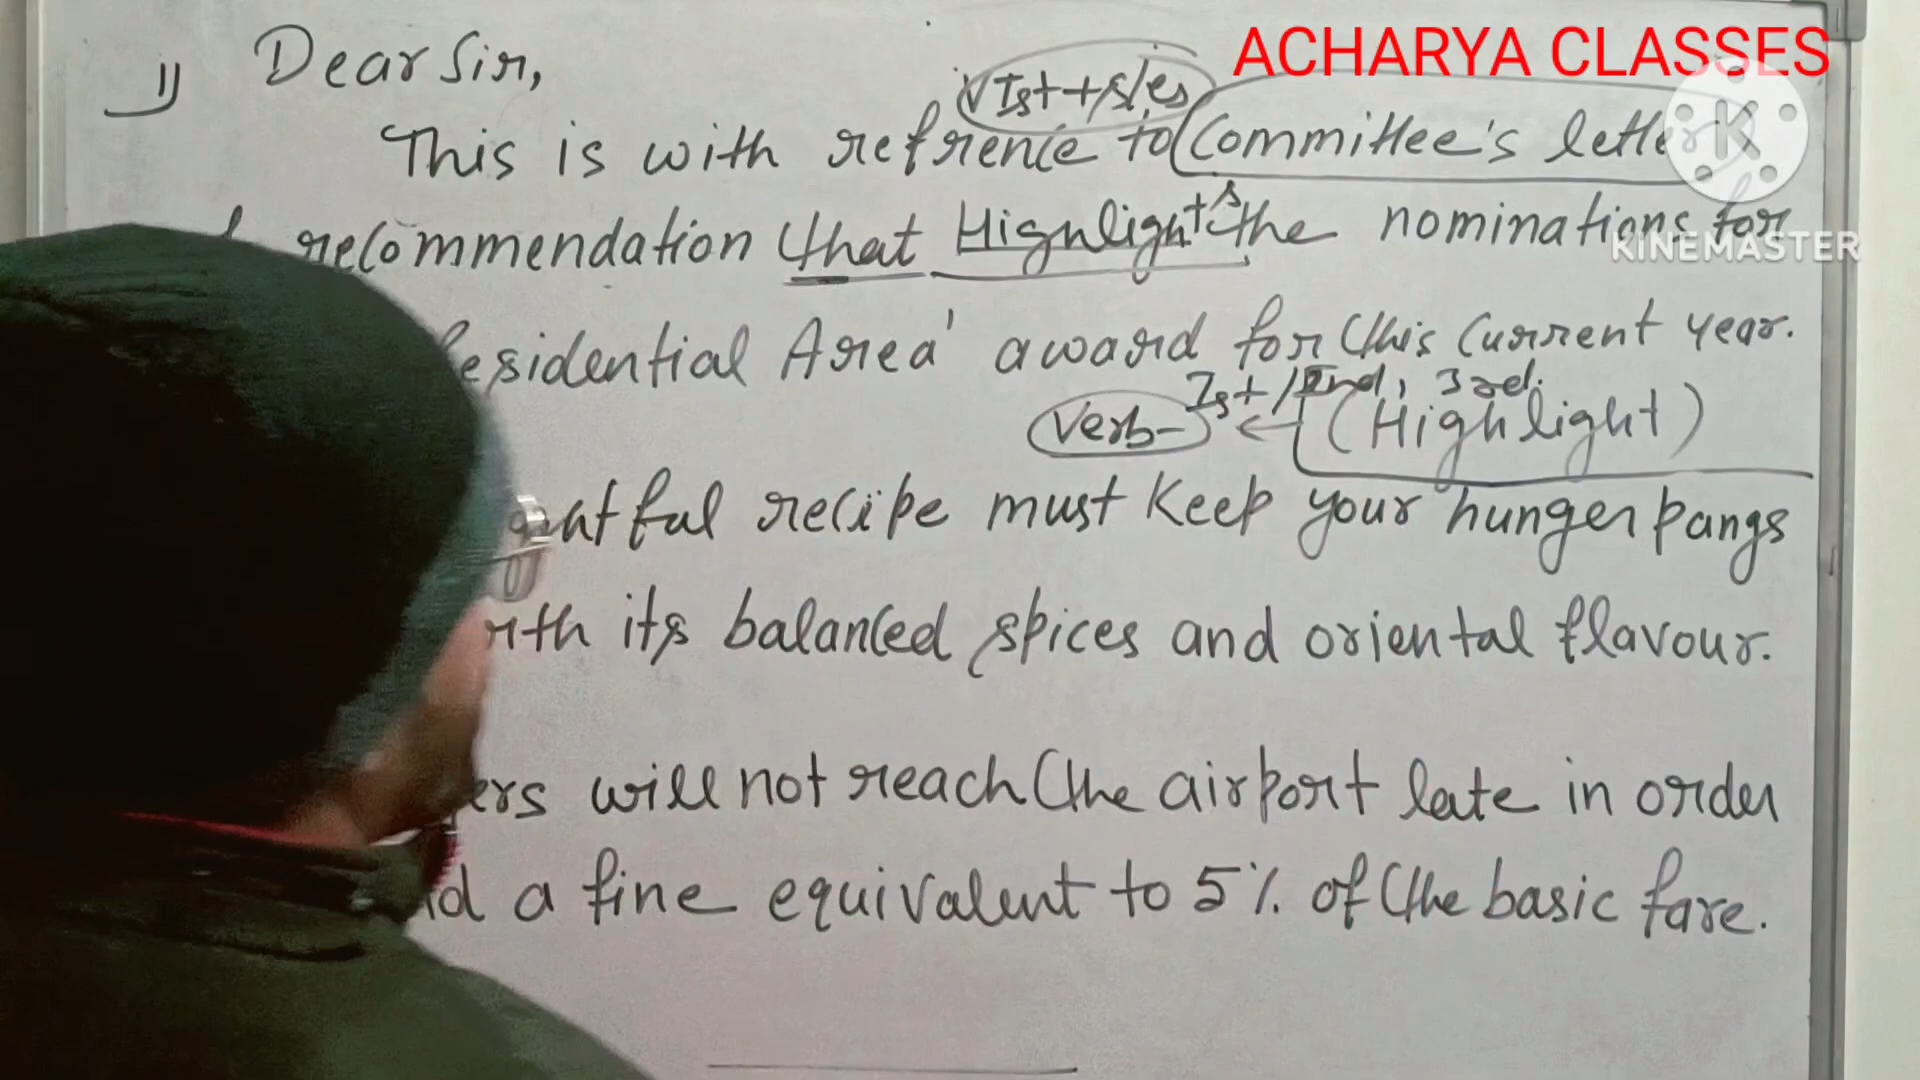 ACHARYA CLASSES
1) Dear Sir,
V Ist + s/es
This is with refrence to Committee's letter
recommendation that Highlight+s the nominations for
KINEMASTER
esidential Area' award for this current year.
Verb - Ist / IInd, 3rd.
(Highlight)
ful recipe must keep your hunger pangs
its balanced spices and oriental flavour.
ers will not reach the airport late in order
a fine equivalent to 5% of the basic fare.